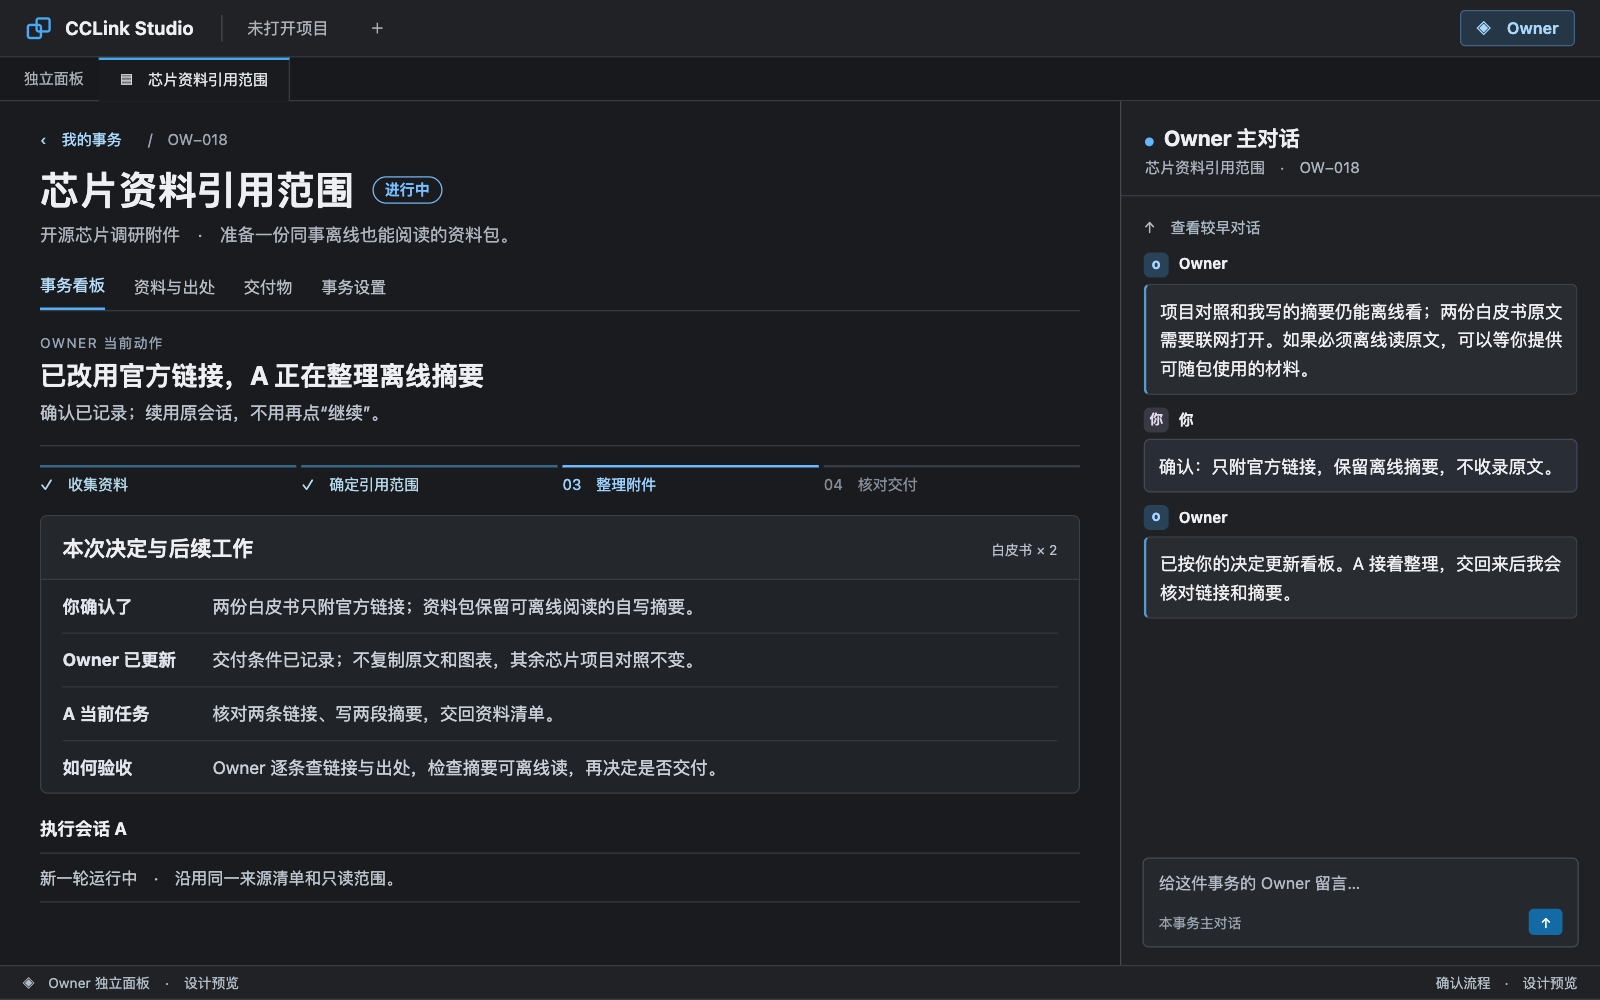 CCLink Studio
未打开项目
+
◈ Owner
独立面板
芯片资料引用范围
‹ 我的事务 / OW–018
芯片资料引用范围
进行中
开源芯片调研附件 · 准备一份同事离线也能阅读的资料包。
事务看板
资料与出处
交付物
事务设置
OWNER 当前动作
已改用官方链接，A 正在整理离线摘要
确认已记录；续用原会话，不用再点“继续”。
✓ 收集资料
✓ 确定引用范围
03 整理附件
04 核对交付
本次决定与后续工作
白皮书 × 2
你确认了 两份白皮书只附官方链接；资料包保留可离线阅读的自写摘要。
Owner 已更新 交付条件已记录；不复制原文和图表，其余芯片项目对照不变。
A 当前任务 核对两条链接、写两段摘要，交回资料清单。
如何验收 Owner 逐条查链接与出处，检查摘要可离线读，再决定是否交付。
执行会话 A
新一轮运行中 · 沿用同一来源清单和只读范围。
Owner 主对话
芯片资料引用范围 · OW–018
↑ 查看较早对话
O Owner
项目对照和我写的摘要仍能离线看；两份白皮书原文
需要联网打开。如果必须离线读原文，可以等你提供
可随包使用的材料。
你 你
确认：只附官方链接，保留离线摘要，不收录原文。
O Owner
已按你的决定更新看板。A 接着整理，交回来后我会
核对链接和摘要。
给这件事务的 Owner 留言...
本事务主对话
↑
◈ Owner 独立面板 · 设计预览
确认流程 · 设计预览